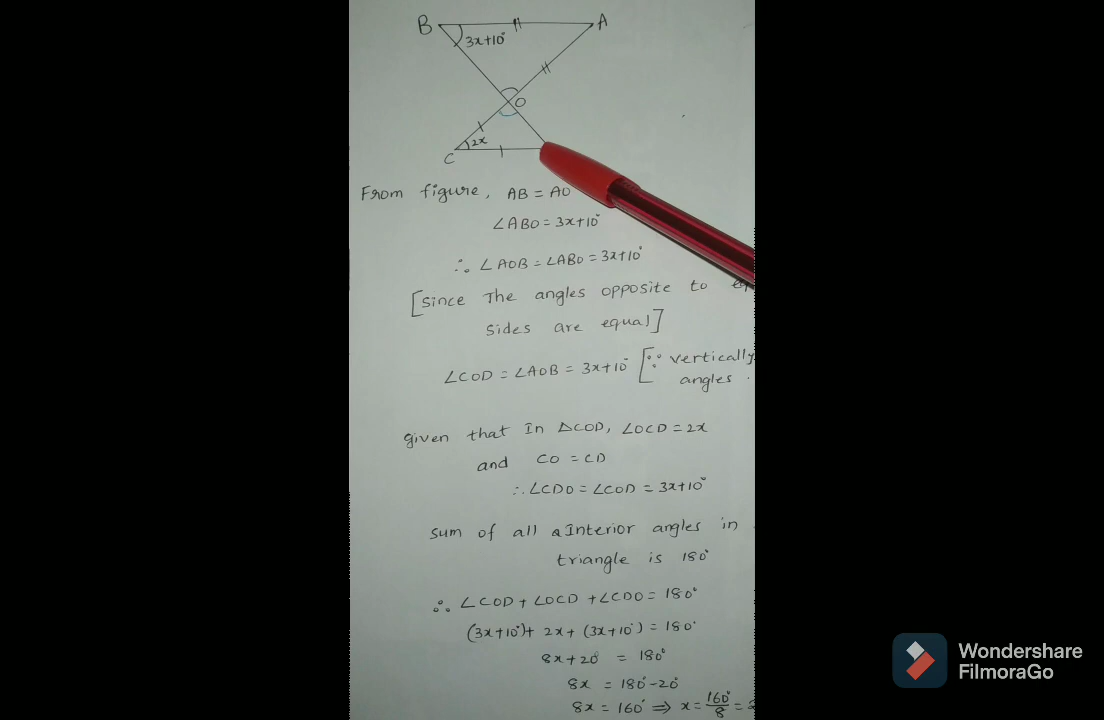 B
A
3x+10°
O
C
2x
From figure, AB = AO
∠ABO = 3x+10°
∴ ∠AOB = ∠ABO = 3x+10°
[since The angles opposite to
sides are equal]
∠COD = ∠AOB = 3x+10° [∵ vertically
angles
given that In △COD, ∠OCD = 2x
and CO = CD
∴ ∠CDO = ∠COD = 3x+10°
sum of all Interior angles in
triangle is 180°
∴ ∠COD + ∠OCD + ∠CDO = 180°
(3x+10°) + 2x + (3x+10°) = 180°
8x+20° = 180°
8x = 180°-20°
8x = 160° ⇒ x = 160°/8 = 2
Wondershare
FilmoraGo